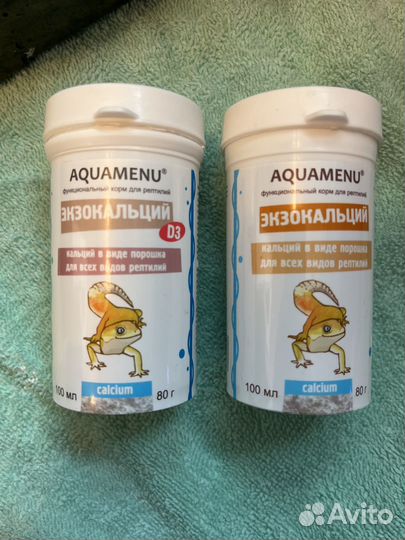 AQUAMENU®
функциональный корм для рептилий
ЭКЗОКАЛЬЦИЙ
D3
кальций в виде порошка
для всех видов рептилий
calcium
100 мл
80 г
AQUAMENU®
функциональный корм для рептилий
ЭКЗОКАЛЬЦИЙ
кальций в виде порошка
для всех видов рептилий
calcium
100 мл
80 г
Avito